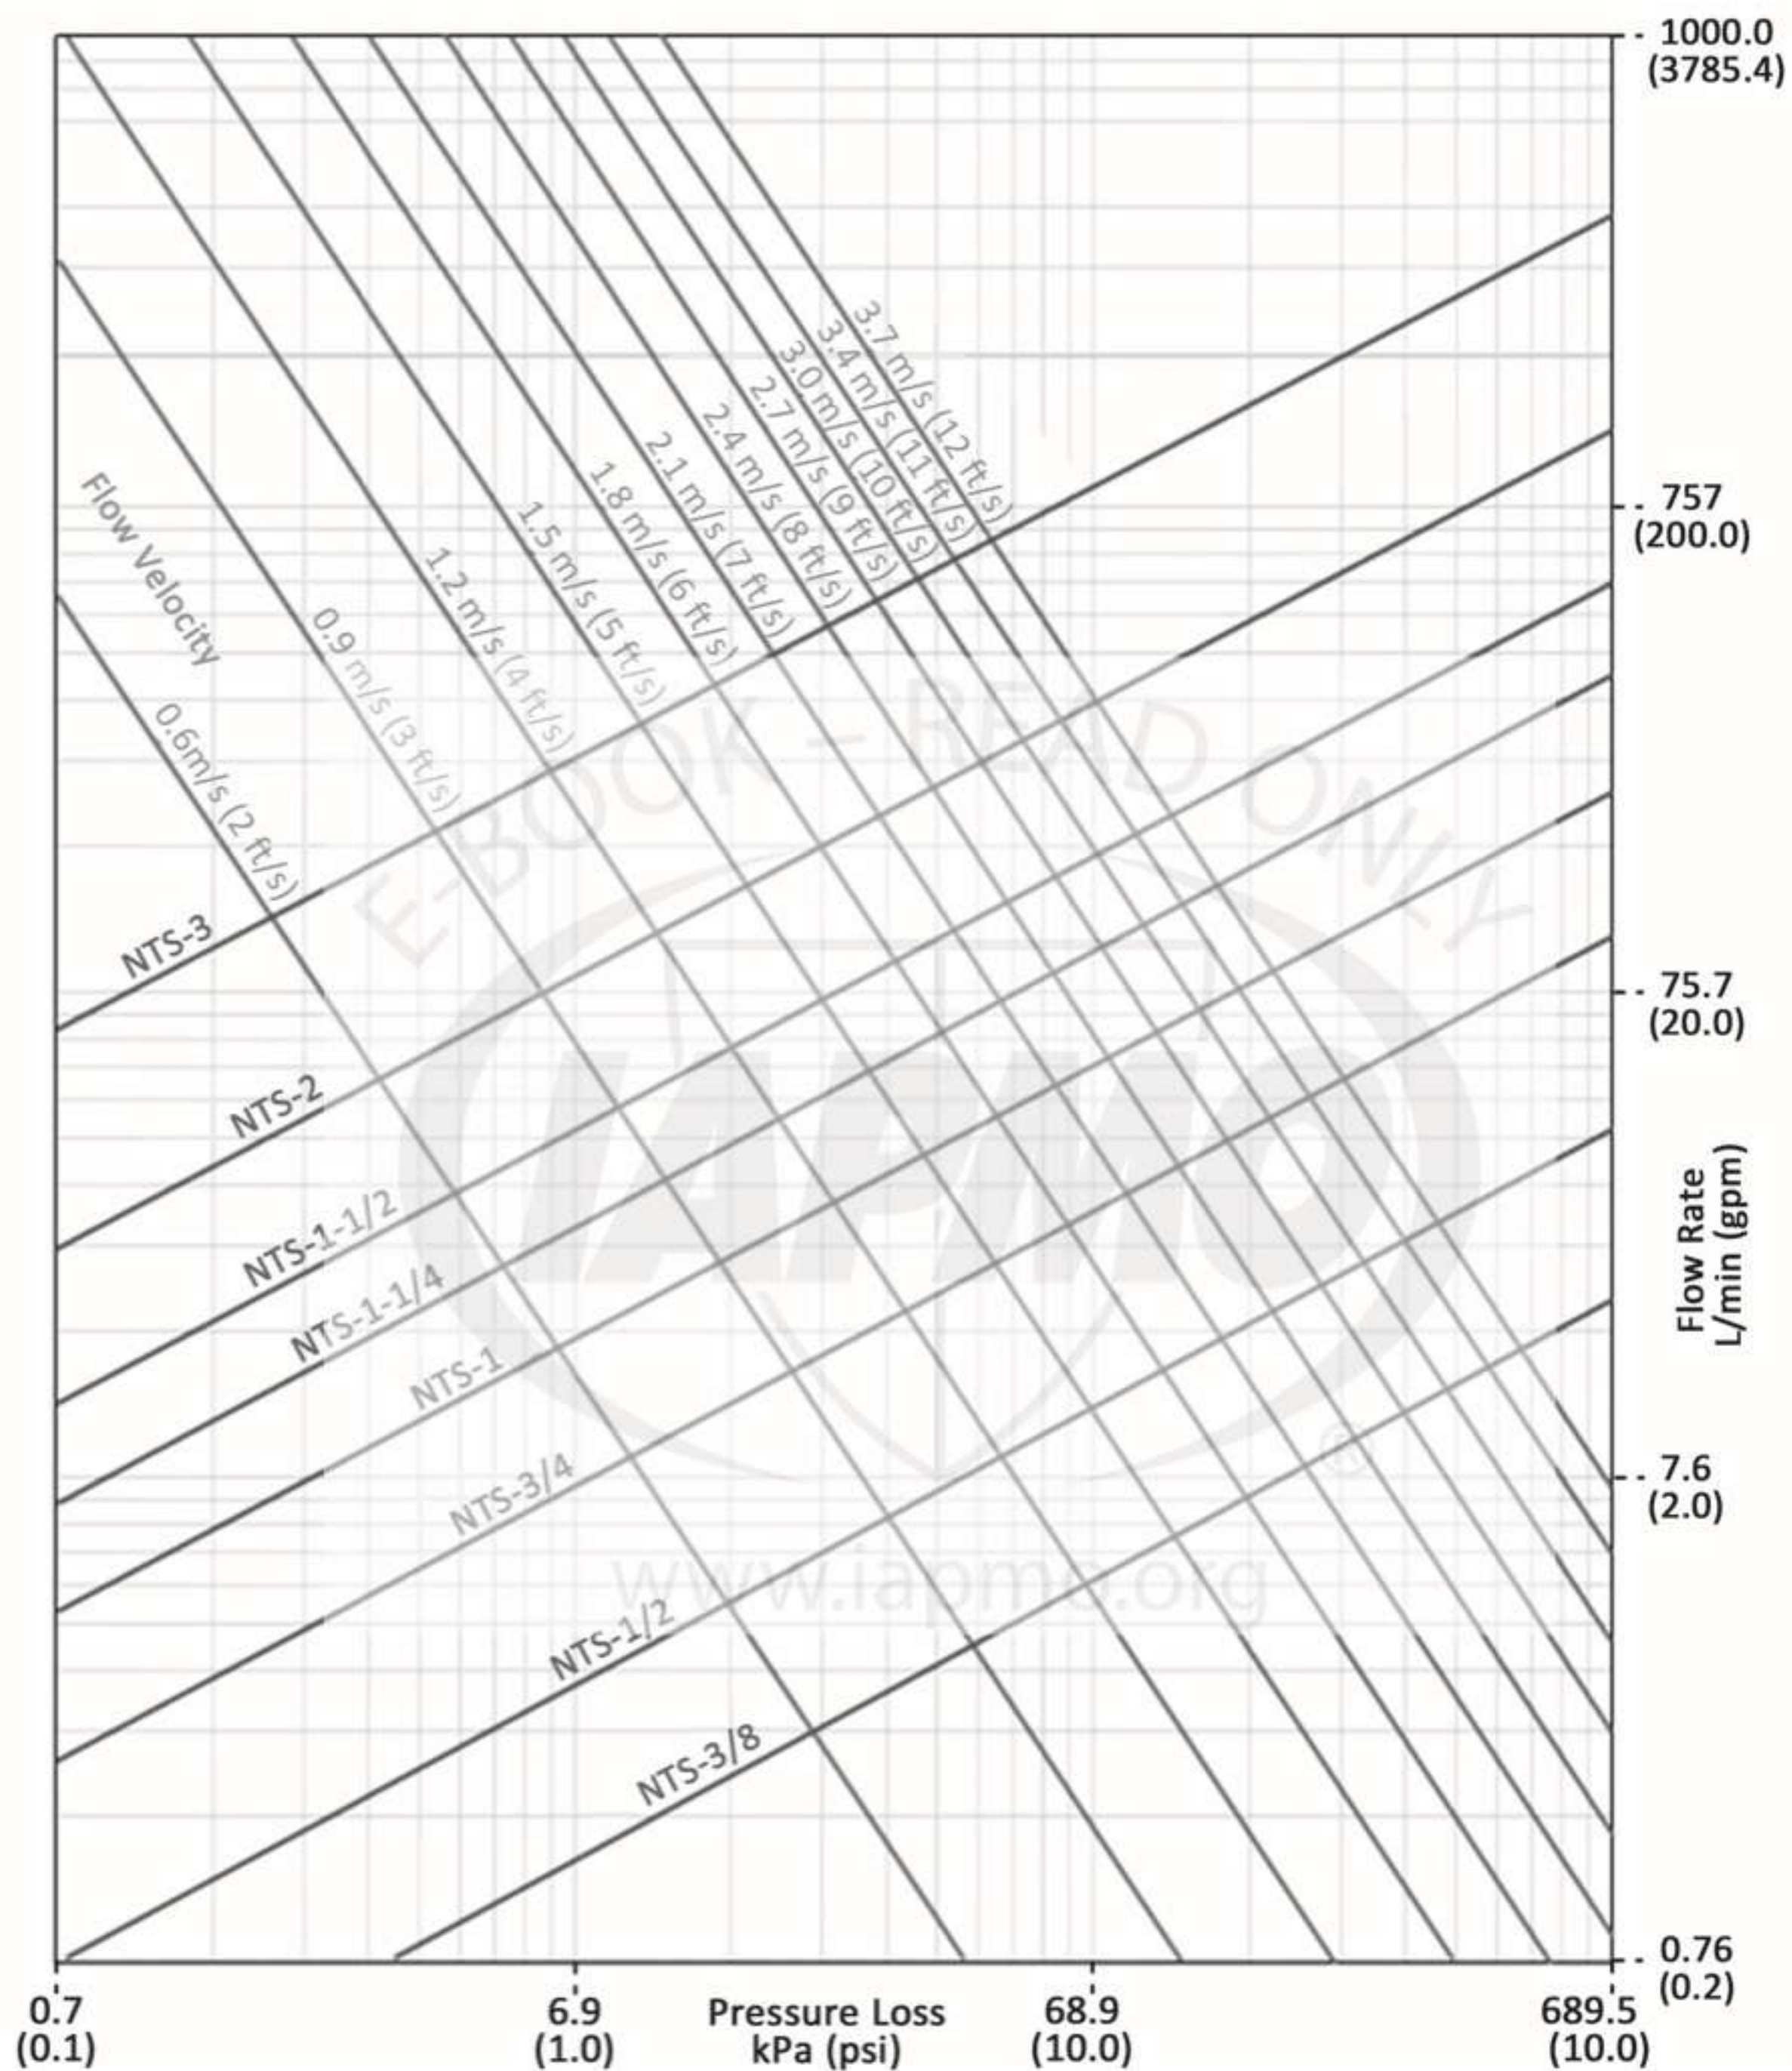 1000.0
(3785.4)
3.7 m/s (12 ft/s)
3.4 m/s (11 ft/s)
3.0 m/s (10 ft/s)
2.7 m/s (9 ft/s)
2.4 m/s (8 ft/s)
2.1 m/s (7 ft/s)
1.8 m/s (6 ft/s)
1.5 m/s (5 ft/s)
1.2 m/s (4 ft/s)
0.9 m/s (3 ft/s)
0.6m/s (2 ft/s)
Flow Velocity
757
(200.0)
E-BOOK – READ ONLY
NTS-3
75.7
(20.0)
NTS-2
IAPMO
®
NTS-1-1/2
NTS-1-1/4
NTS-1
Flow Rate
L/min (gpm)
NTS-3/4
7.6
(2.0)
www.iapmo.org
NTS-1/2
NTS-3/8
0.76
(0.2)
0.7
(0.1)
6.9
(1.0)
Pressure Loss
kPa (psi)
68.9
(10.0)
689.5
(10.0)